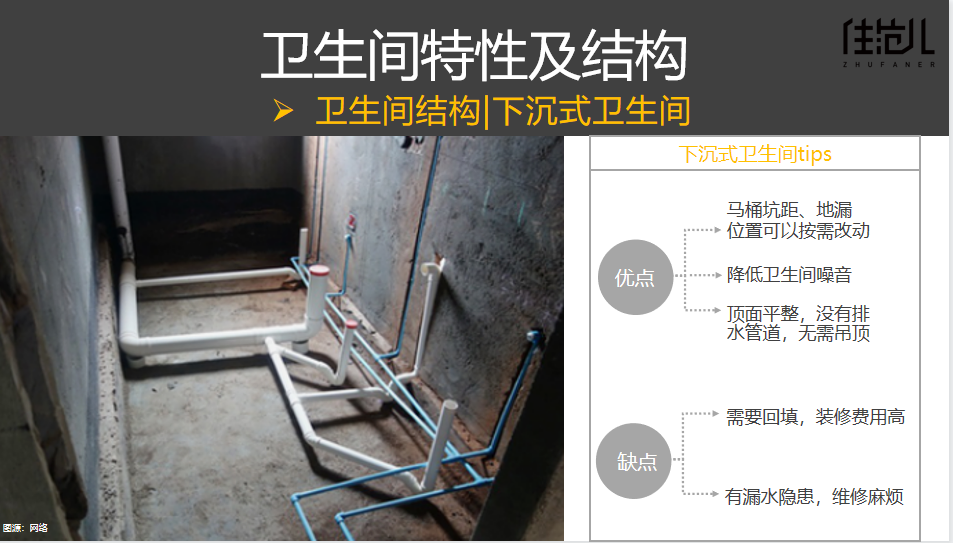 卫生间特性及结构
佳范儿
ZHUFANER
卫生间结构|下沉式卫生间
下沉式卫生间tips
马桶坑距、地漏
位置可以按需改动
优点
降低卫生间噪音
顶面平整，没有排
水管道，无需吊顶
需要回填，装修费用高
缺点
有漏水隐患，维修麻烦
图源：网络